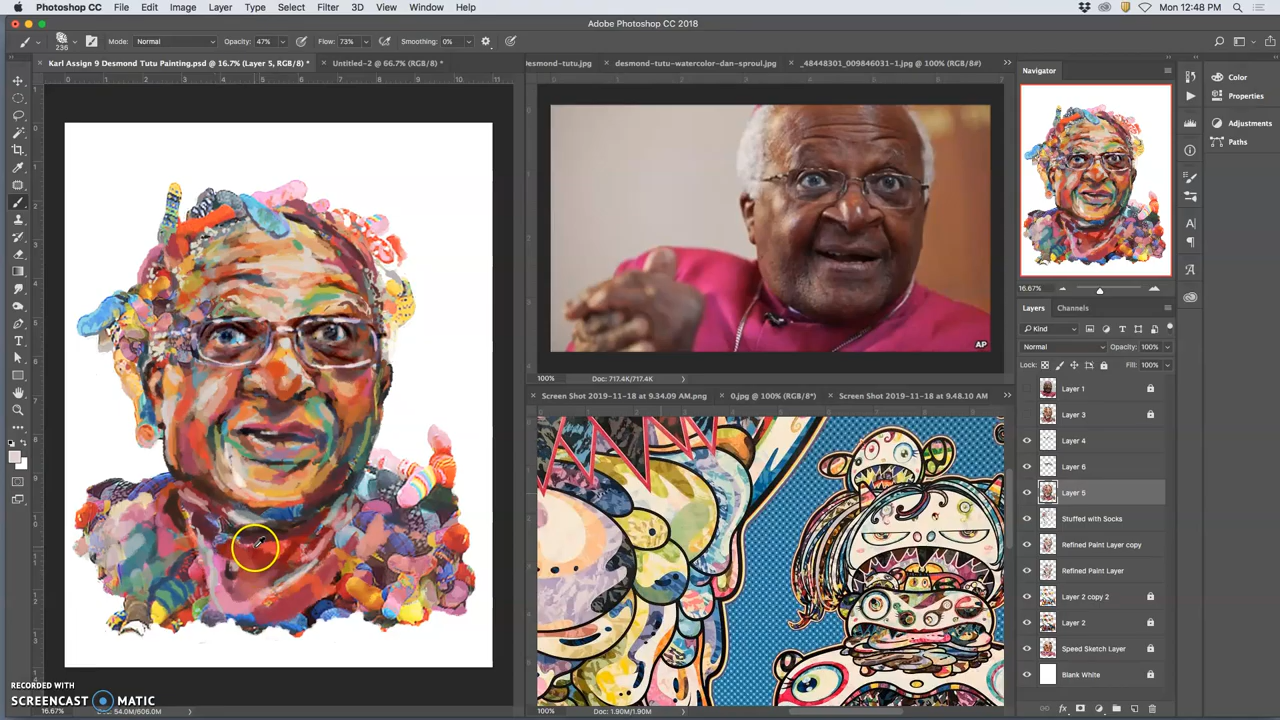 Photoshop CC File Edit Image Layer Type Select Filter 3D View Window Help Mon 12:48 PM
Adobe Photoshop CC 2018
236 Mode: Normal Opacity: 47% Flow: 73% Smoothing: 0%
Karl Assign 9 Desmond Tutu Painting.psd @ 16.7% (Layer 5, RGB/8) * Untitled-2 @ 66.7% (RGB/8) *
desmond-tutu.jpg desmond-tutu-watercolor-dan-sproul.jpg _48448301_009846031-1.jpg @ 100% (RGB/8#)
Navigator
16.67%
Color
Properties
Adjustments
Paths
AP
100% Doc: 717.4K/717.4K
Screen Shot 2019-11-18 at 9.34.09 AM.png 0.jpg @ 100% (RGB/8*) Screen Shot 2019-11-18 at 9.48.10 AM
100% Doc: 1.90M/1.90M
Layers Channels
Kind
Normal Opacity: 100%
Lock: Fill: 100%
Layer 1
Layer 3
Layer 4
Layer 6
Layer 5
Stuffed with Socks
Refined Paint Layer copy
Refined Paint Layer
Layer 2 copy 2
Layer 2
Speed Sketch Layer
Blank White
RECORDED WITH
SCREENCAST MATIC
16.67% Doc: 54.0M/606.0M